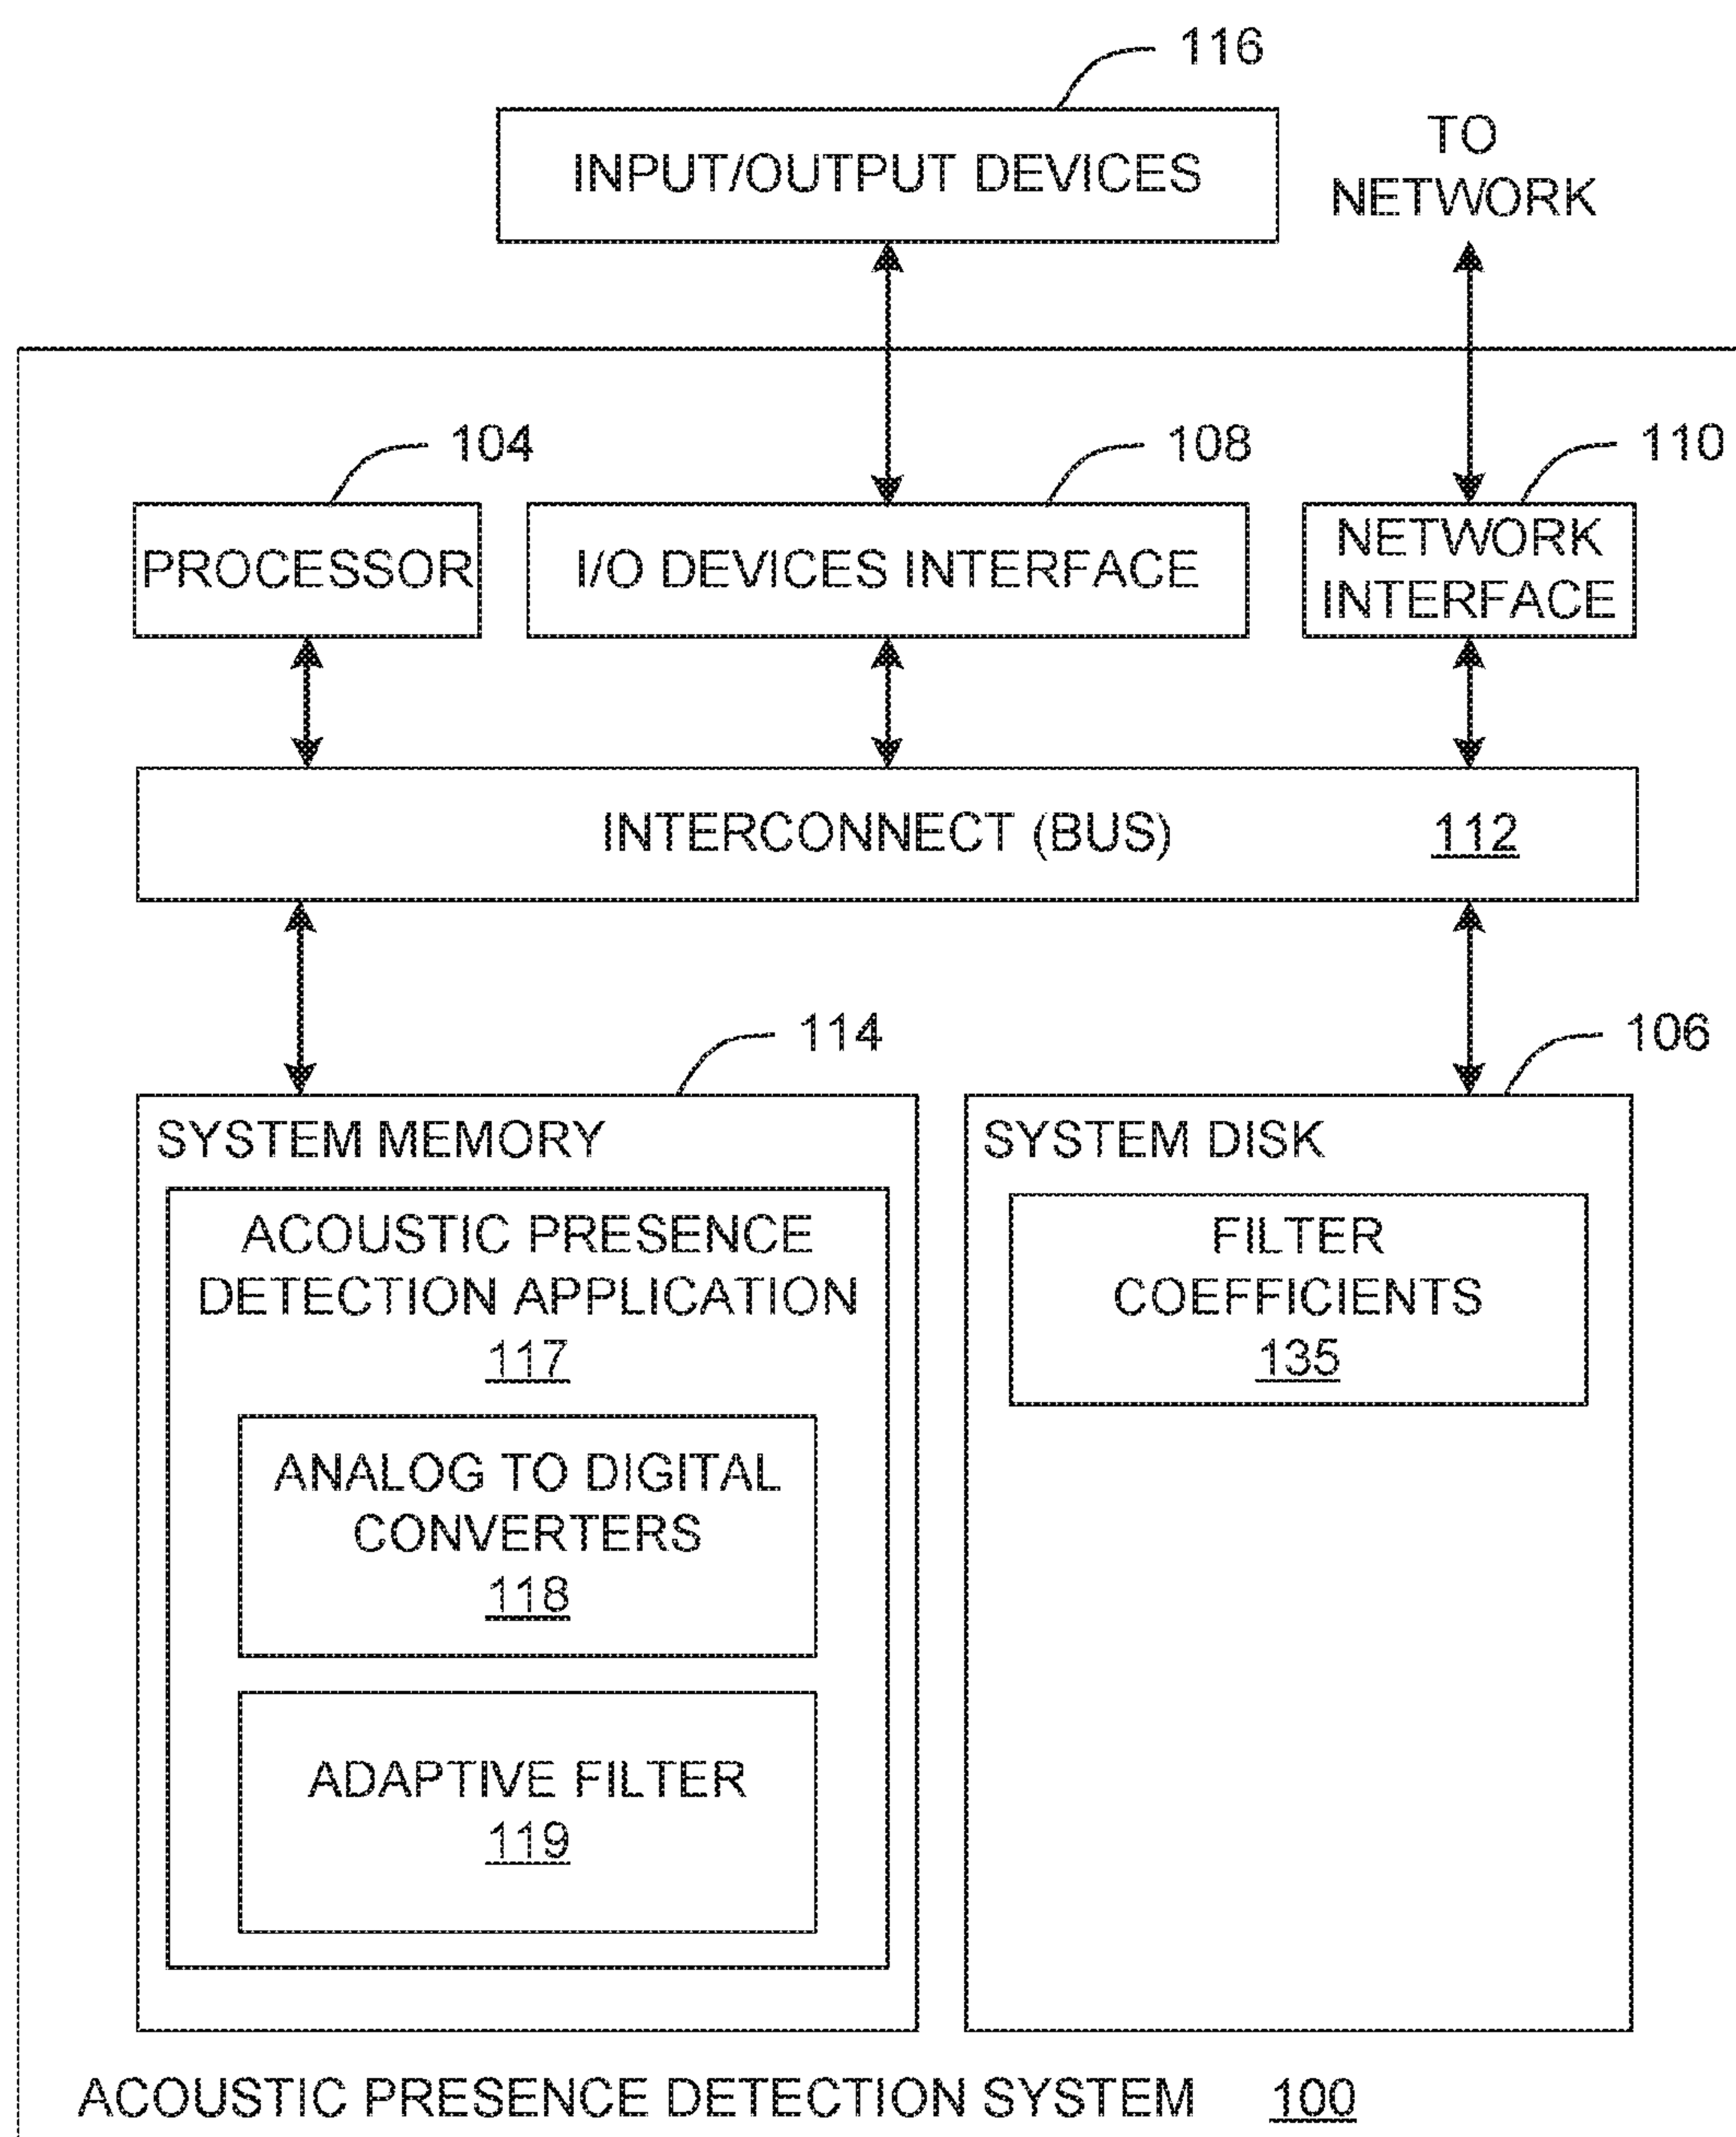 116
INPUT/OUTPUT DEVICES
TO
NETWORK
104
108
110
PROCESSOR
I/O DEVICES INTERFACE
NETWORK
INTERFACE
INTERCONNECT (BUS) 112
114
106
SYSTEM MEMORY
ACOUSTIC PRESENCE
DETECTION APPLICATION
117
ANALOG TO DIGITAL
CONVERTERS
118
ADAPTIVE FILTER
119
SYSTEM DISK
FILTER
COEFFICIENTS
135
ACOUSTIC PRESENCE DETECTION SYSTEM 100